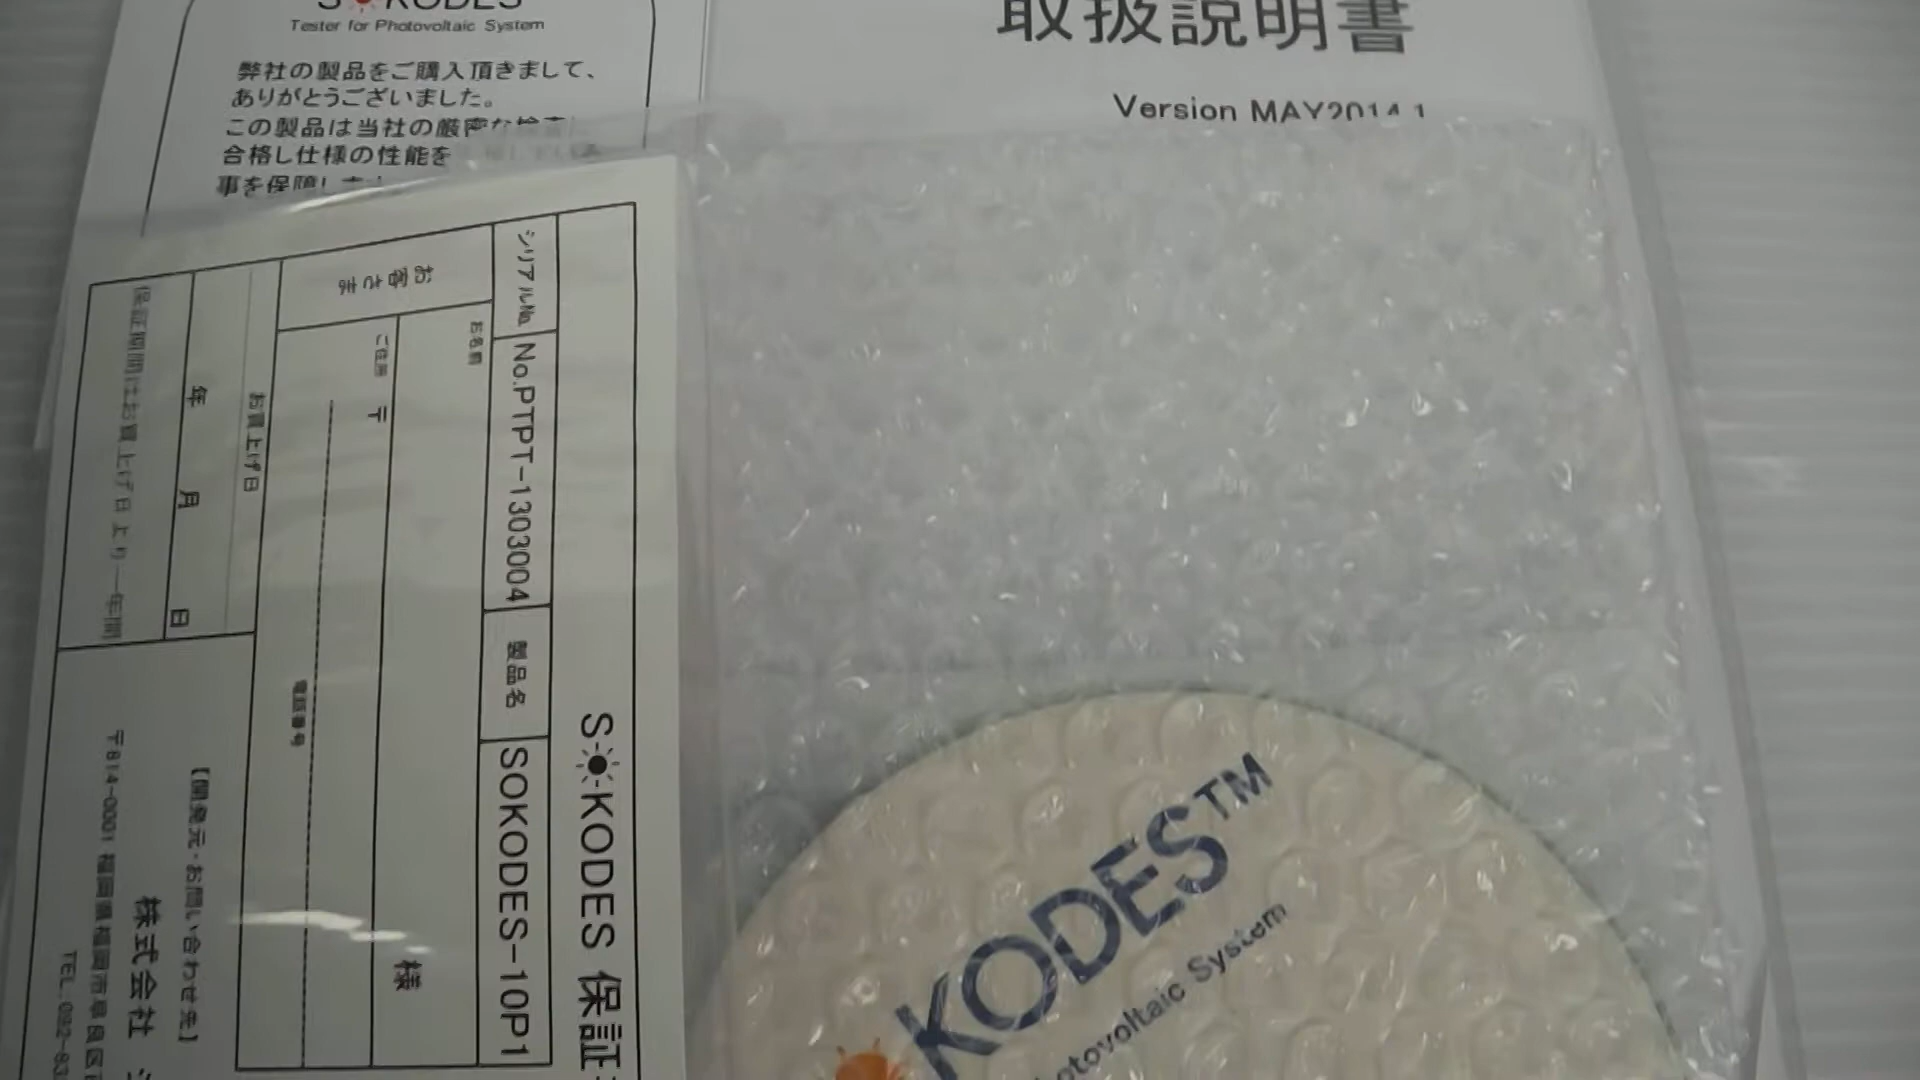 KODES
Tester for Photovoltaic System
弊社の製品をご購入頂きまして、
ありがとうございました。
この製品は当社の厳密な検査
合格し仕様の性能を
事を保障します
取扱説明書
Version MAY2014.1
S KODES 保証
シリアルNo. No.PTPT-1303004 製品名 SOKODES-10P1
お客さま
お名前
様
ご住所 〒
電話番号
お買上げ日
年 月 日
保証期間はお買上げ日より一年間
【開発元・お問い合わせ先】
株式会社
〒814-0001 福岡県福岡市早良区
TEL.092-83
KODES™
Photovoltaic System